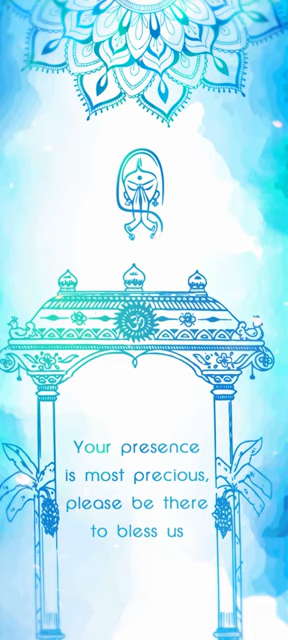 ॐ
Your presence
is most precious,
please be there
to bless us